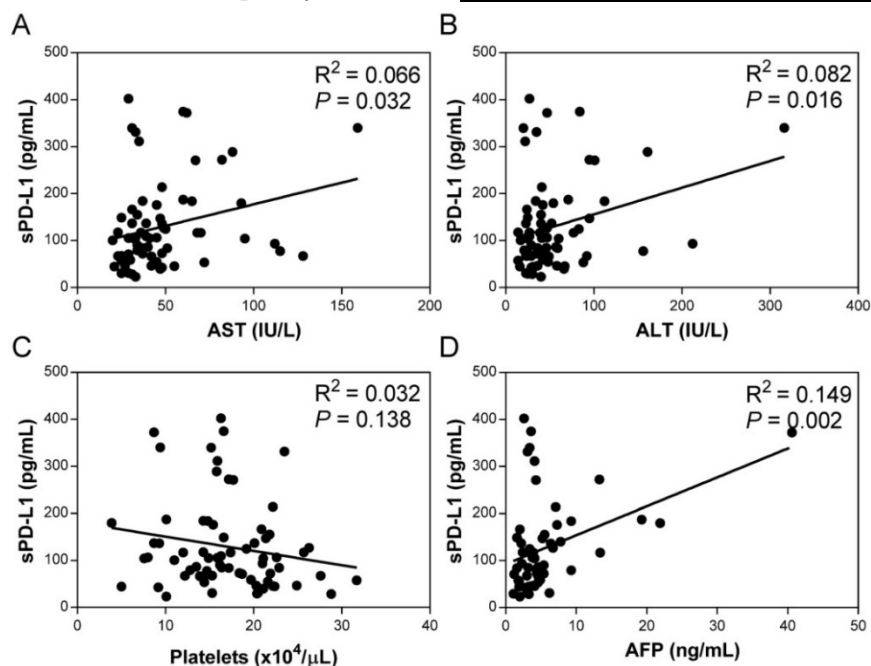 A
500
400
300
200
100
0
sPD-L1 (pg/mL)
R² = 0.066
P = 0.032
0 50 100 150 200
AST (IU/L)
B
500
400
300
200
100
0
sPD-L1 (pg/mL)
R² = 0.082
P = 0.016
0 100 200 300 400
ALT (IU/L)
C
500
400
300
200
100
0
sPD-L1 (pg/mL)
R² = 0.032
P = 0.138
0 10 20 30 40
Platelets (x10⁴/μL)
D
500
400
300
200
100
0
sPD-L1 (pg/mL)
R² = 0.149
P = 0.002
0 10 20 30 40 50
AFP (ng/mL)